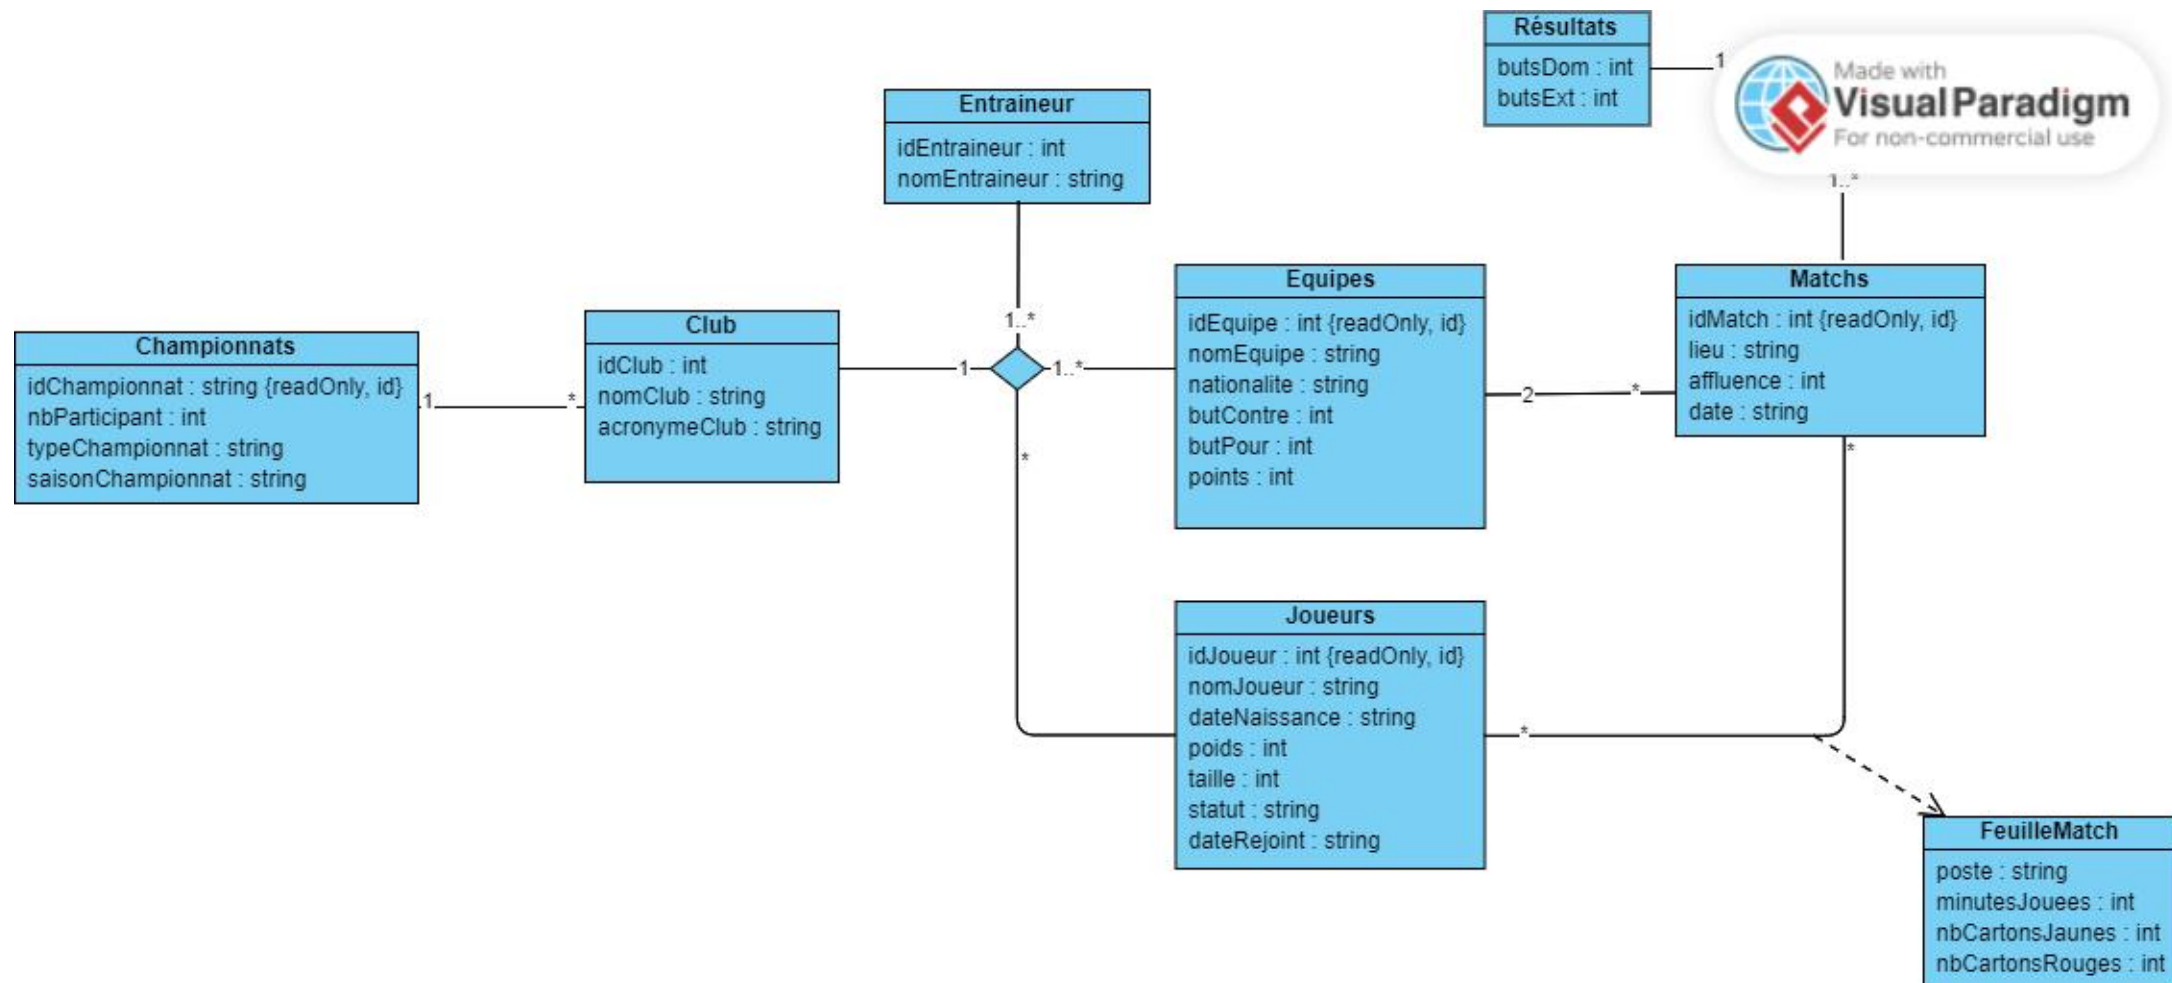 Résultats
butsDom : int
butsExt : int
1
Made with
Visual Paradigm
For non-commercial use
1..*
Entraineur
idEntraineur : int
nomEntraineur : string
1..*
Championnats
idChampionnat : string {readOnly, id}
nbParticipant : int
typeChampionnat : string
saisonChampionnat : string
1
*
Club
idClub : int
nomClub : string
acronymeClub : string
1
1..*
*
Equipes
idEquipe : int {readOnly, id}
nomEquipe : string
nationalite : string
butContre : int
butPour : int
points : int
2
*
Matchs
idMatch : int {readOnly, id}
lieu : string
affluence : int
date : string
*
Joueurs
idJoueur : int {readOnly, id}
nomJoueur : string
dateNaissance : string
poids : int
taille : int
statut : string
dateRejoint : string
*
FeuilleMatch
poste : string
minutesJouees : int
nbCartonsJaunes : int
nbCartonsRouges : int